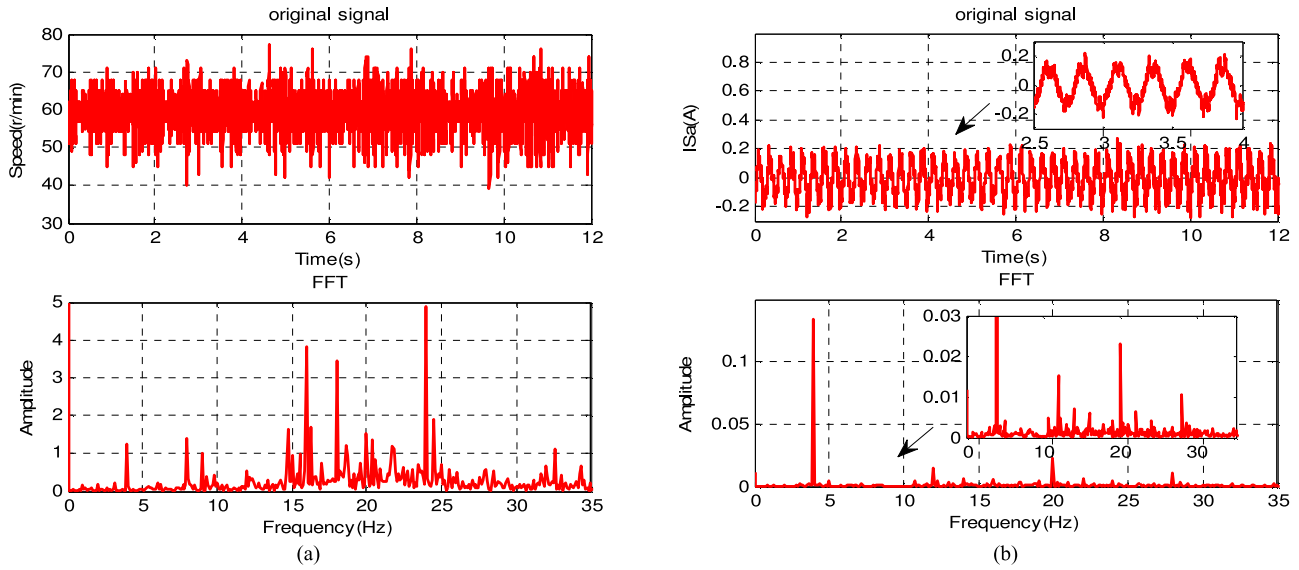 original signal
80
70
60
50
40
30
Speed(r/min)
0 2 4 6 8 10 12
Time(s)
FFT
5
4
3
2
1
0
Amplitude
0 5 10 15 20 25 30 35
Frequency(Hz)
(a)
original signal
0.8
0.6
0.4
0.2
0
-0.2
ISa(A)
0.2
0
-0.2
2.5 3 3.5 4
0 2 4 6 8 10 12
Time(s)
FFT
0.1
0.05
0
Amplitude
0.03
0.02
0.01
0
0 10 20 30
0 5 10 15 20 25 30 35
Frequency(Hz)
(b)